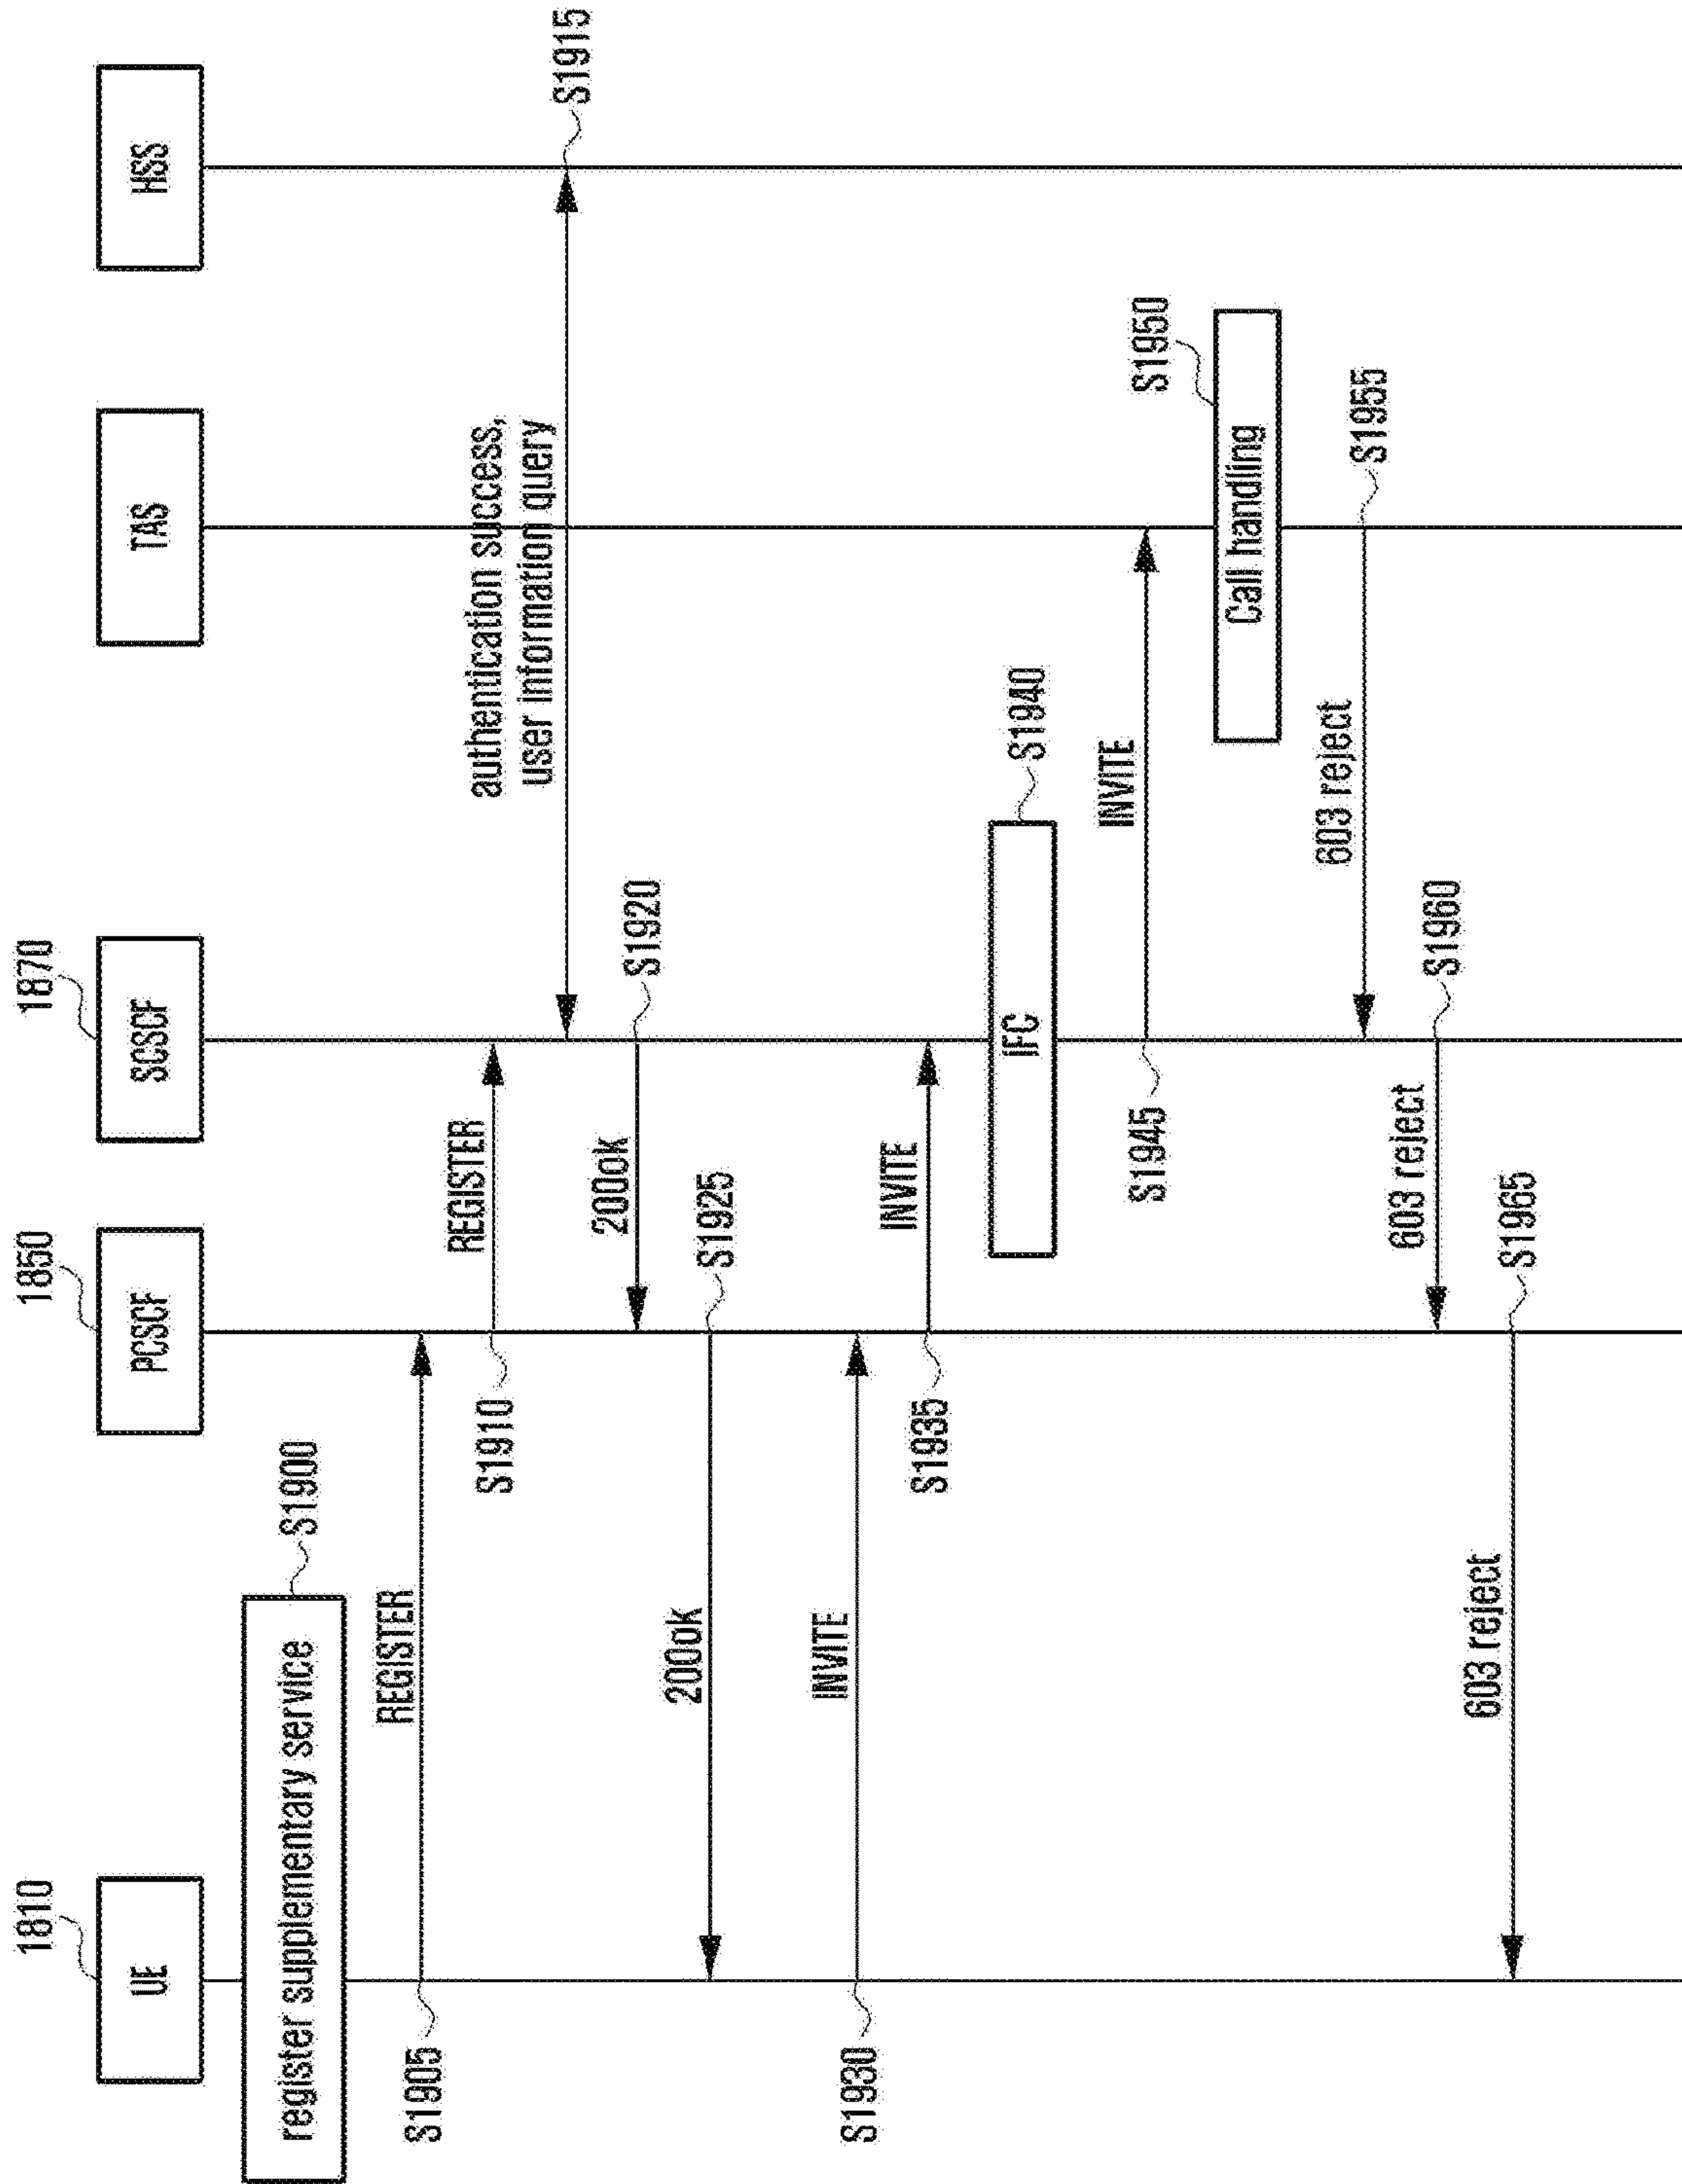 1810
1850
1870
UE
PCSCF
SCSCF
TAS
HSS
register supplementary service
S1900
REGISTER
S1905
REGISTER
S1910
authentication success,
user information query
S1915
200ok
S1920
200ok
S1925
INVITE
S1930
INVITE
S1935
IFC
S1940
INVITE
S1945
Call handling
S1950
603 reject
S1955
603 reject
S1960
603 reject
S1965